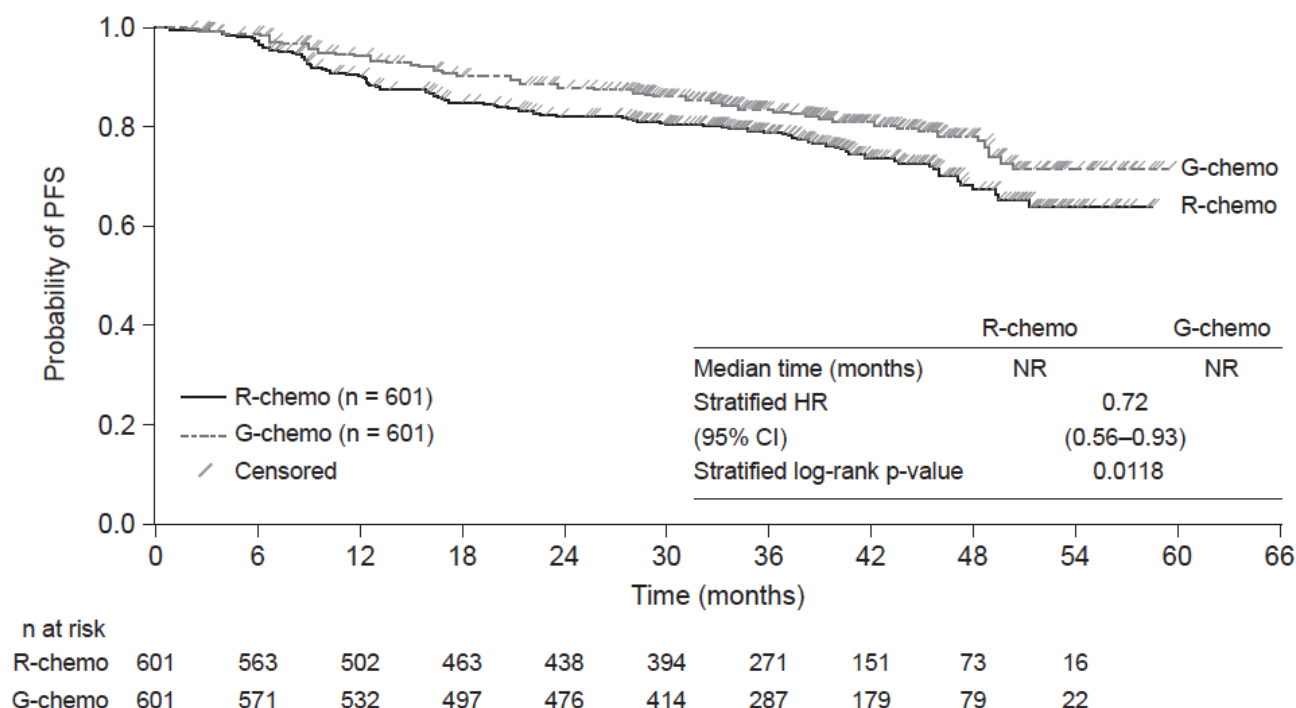 Probability of PFS
1.0
0.8
0.6
0.4
0.2
0.0
G-chemo
R-chemo
R-chemo G-chemo
Median time (months) NR NR
Stratified HR 0.72
(95% CI) (0.56–0.93)
Stratified log-rank p-value 0.0118
R-chemo (n = 601)
G-chemo (n = 601)
Censored
0 6 12 18 24 30 36 42 48 54 60 66
Time (months)
n at risk
R-chemo 601 563 502 463 438 394 271 151 73 16
G-chemo 601 571 532 497 476 414 287 179 79 22